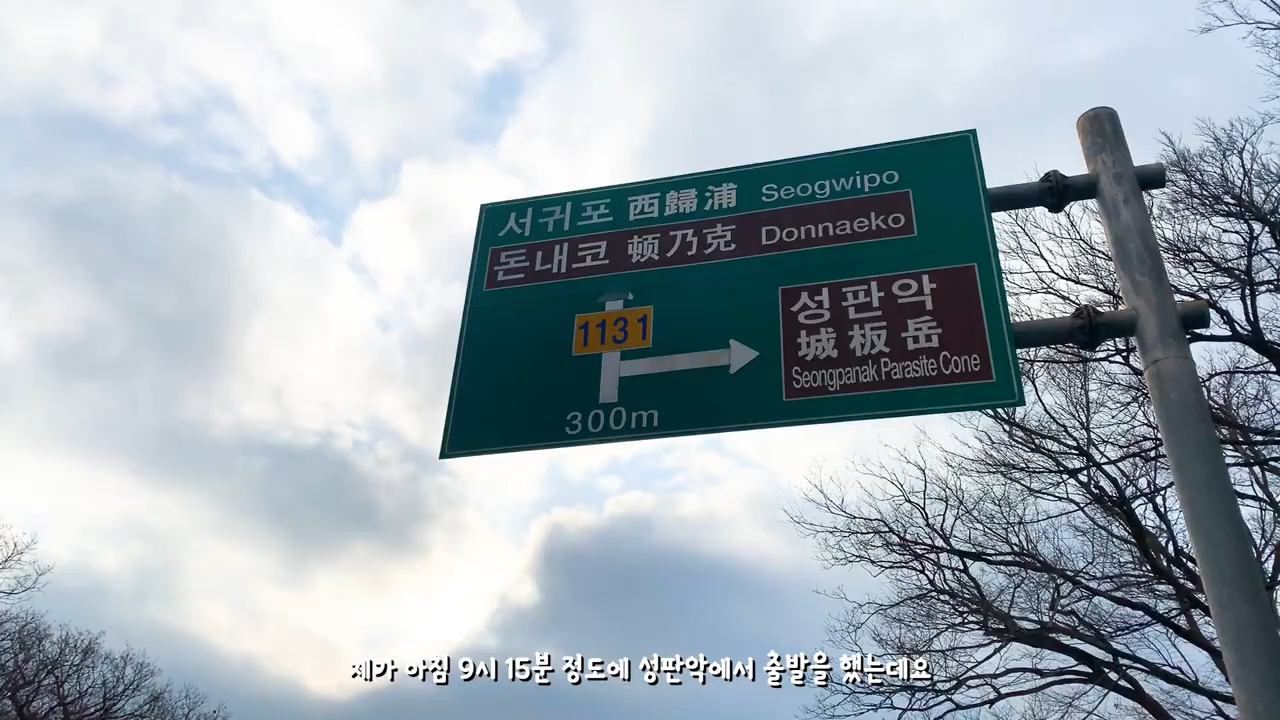 서귀포 西歸浦 Seogwipo
돈내코 頓乃克 Donnaeko
1131
300m
성판악
城板岳
Seongpanak Parasite Cone
제가 아침 9시 15분 정도에 성판악에서 출발을 했는데요